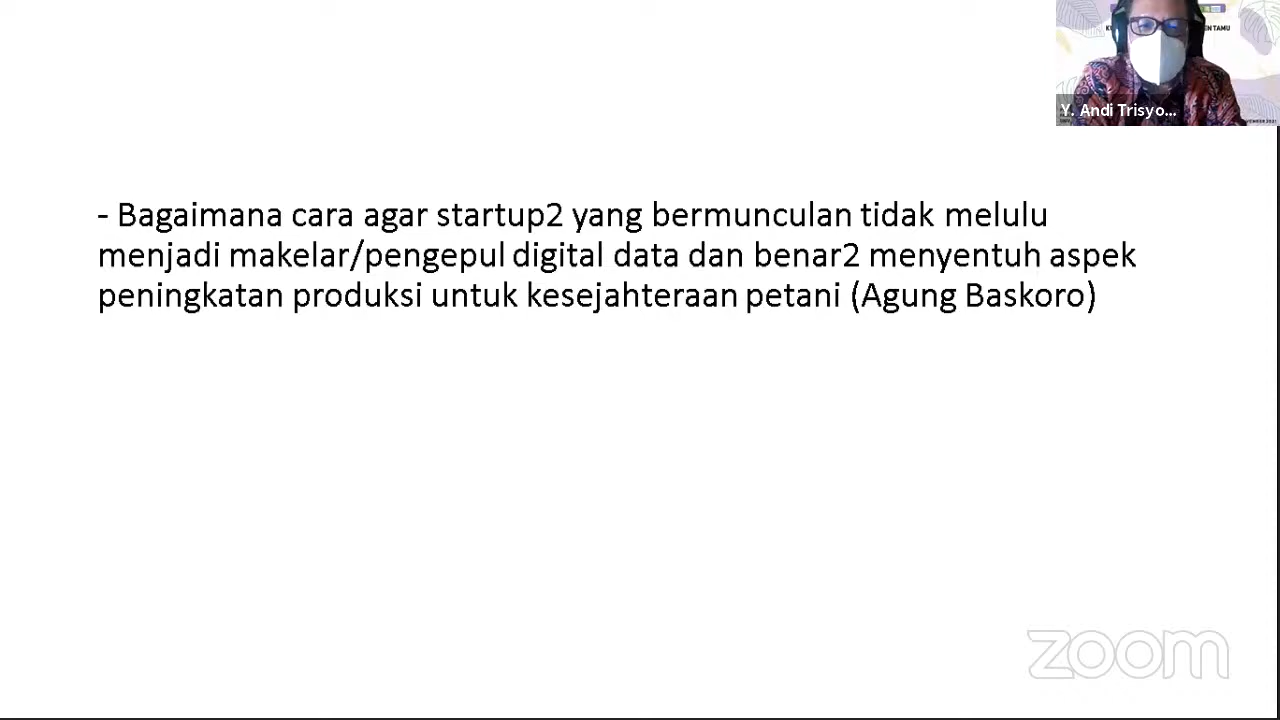 Y. Andi Trisyo...
- Bagaimana cara agar startup2 yang bermunculan tidak melulu
menjadi makelar/pengepul digital data dan benar2 menyentuh aspek
peningkatan produksi untuk kesejahteraan petani (Agung Baskoro)
zoom